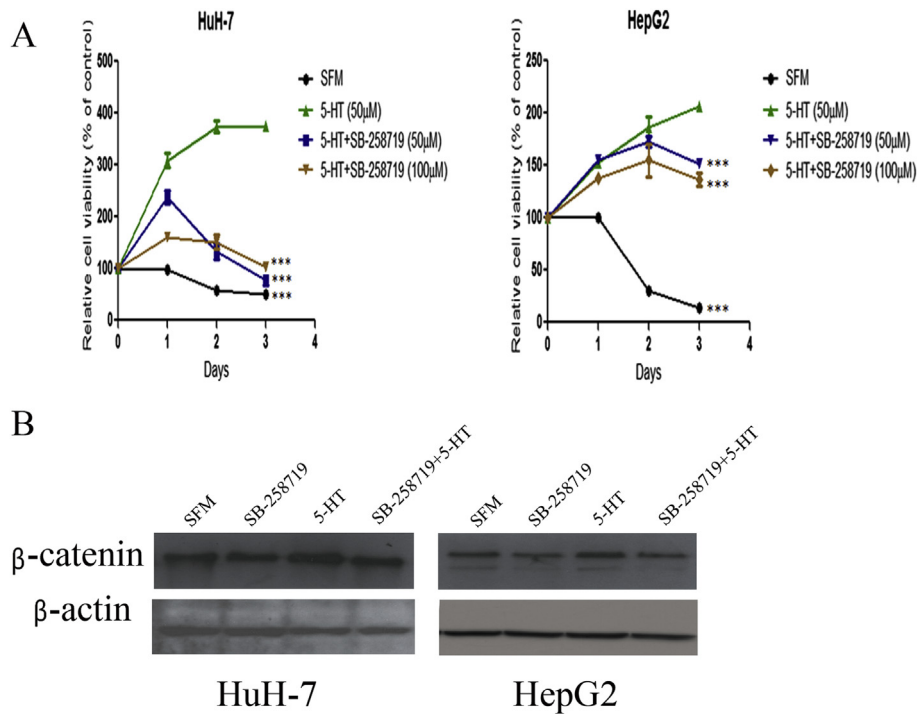 A
HuH-7
Relative cell viability (% of control)
500
400
300
200
100
0
0 1 2 3 4
Days
SFM
5-HT (50μM)
5-HT+SB-258719 (50μM)
5-HT+SB-258719 (100μM)
***
***
***
HepG2
Relative cell viability (% of control)
250
200
150
100
50
0
0 1 2 3 4
Days
SFM
5-HT (50μM)
5-HT+SB-258719 (50μM)
5-HT+SB-258719 (100μM)
***
***
***
B
SFM
SB-258719
5-HT
SB-258719+5-HT
SFM
SB-258719
5-HT
SB-258719+5-HT
β-catenin
β-actin
HuH-7
HepG2